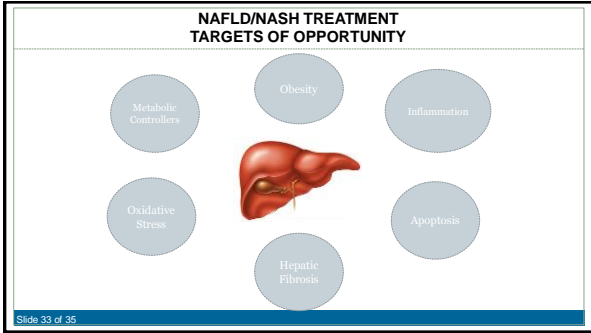 NAFLD/NASH TREATMENT
TARGETS OF OPPORTUNITY
Obesity
Metabolic
Controllers
Inflammation
Oxidative
Stress
Apoptosis
Hepatic
Fibrosis
Slide 33 of 35